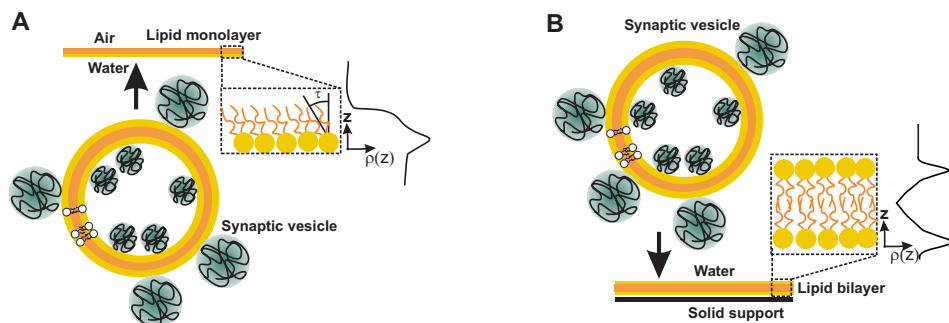 A
Air
Lipid monolayer
Water
τ
z
ρ(z)
Synaptic vesicle
B
Synaptic vesicle
z
ρ(z)
Water
Lipid bilayer
Solid support